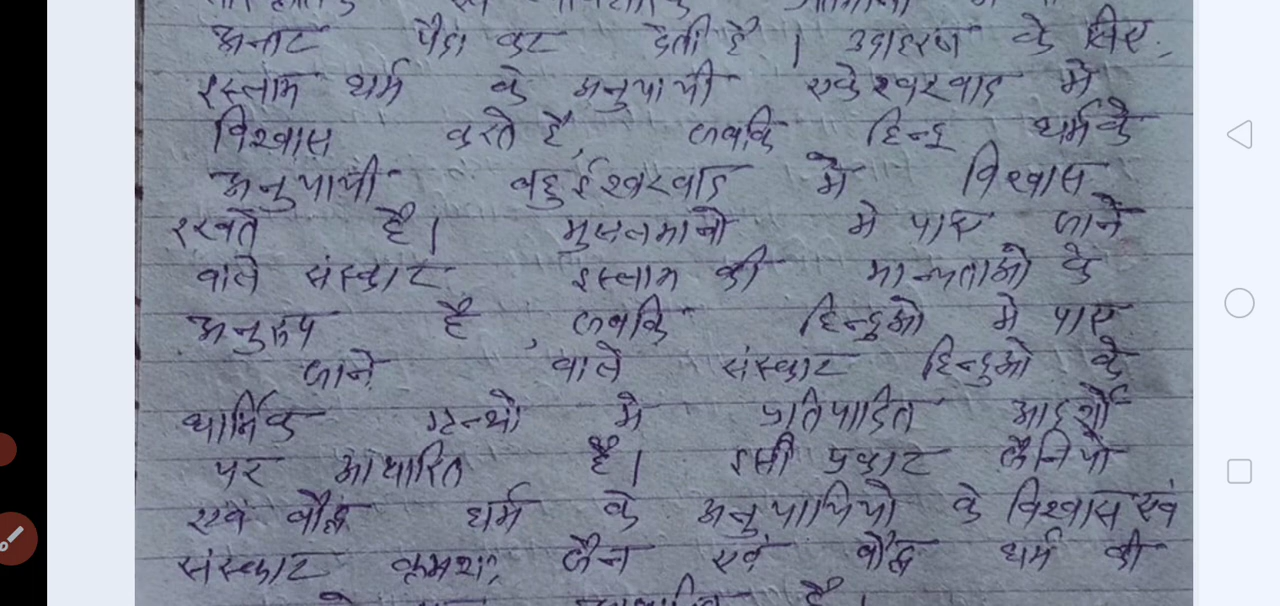 अन्तर पैदा कर देती है । उदाहरण के लिए,
इस्लाम धर्म के अनुयायी एकेश्वरवाद मे
विश्वास करते है, जबकि हिन्दू धर्म के
अनुयायी बहुईश्वरवाद मे विश्वास
रखते है । मुसलमानो मे पाए जाने
वाले संस्कार इस्लाम की मान्यताओ के
अनुरूप है , जबकि हिन्दुओ मे पाए
जाने वाले संस्कार हिन्दुओ के
धार्मिक ग्रन्थो मे प्रतिपादित आदर्शो
पर आधारित है । इसी प्रकार जैनियो
एवं बौद्ध धर्म के अनुयायियो के विश्वास एवं
संस्कार क्रमशः जैन एवं बौद्ध धर्म की
है ।